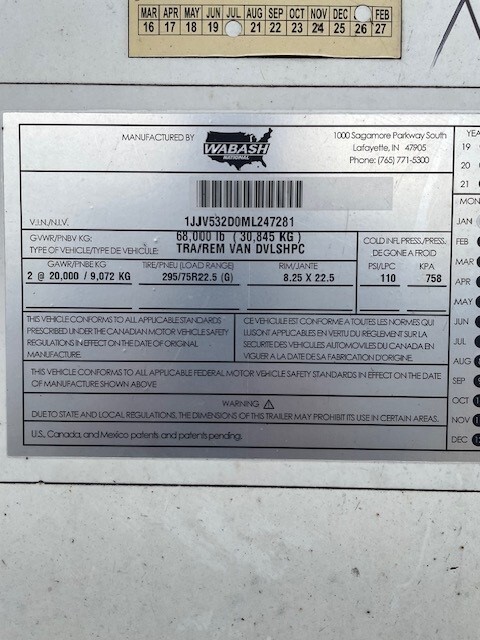 MAR APR MAY JUN JUL AUG SEP OCT NOV DEC FEB
16 17 18 19 21 22 23 24 25 26 27
MANUFACTURED BY
WABASH
NATIONAL
1000 Sagamore Parkway South
Lafayette, IN 47905
Phone: (765) 771-5300
V.I.N./N.I.V. 1JJV532D0ML247281
GVWR/PNBV KG: 68,000 lb ( 30,845 KG )
TYPE OF VEHICLE/TYPE DE VEHICULE: TRA/REM VAN DVLSHPC
COLD INFL.PRESS./PRESS.
DE GONE A FROID
GAWR/PNBE KG TIRE/PNEU (LOAD RANGE) RIM/JANTE PSI/LPC KPA
2 @ 20,000 / 9,072 KG 295/75R22.5 (G) 8.25 X 22.5 110 758
THIS VEHICLE CONFORMS TO ALL APPLICABLE STANDARDS
PRESCRIBED UNDER THE CANADIAN MOTOR VEHICLE SAFETY
REGULATIONS IN EFFECT ON THE DATE OF ORIGINAL
MANUFACTURE.
CE VEHICULE EST CONFORME A TOUTES LES NORMES QUI
LUI SONT APPLICABLES EN VERTU DU REGLEMENT SUR LA
SECURITE DES VEHICULES AUTOMOBILES DU CANADA EN
VIGUER A LA DATE DE SA FABRICATION D'ORIGINE.
THIS VEHICLE CONFORMS TO ALL APPLICABLE FEDERAL MOTOR VEHICLE SAFETY STANDARDS IN EFFECT ON THE DATE
OF MANUFACTURE SHOWN ABOVE
WARNING
DUE TO STATE AND LOCAL REGULATIONS, THE DIMENSIONS OF THIS TRAILER MAY PROHIBIT ITS USE IN CERTAIN AREAS.
U.S., Canada, and Mexico patents and patents pending.
YEA
19
20
21
MON
JAN
FEB
MAR
APR
MAY
JUN
JUL
AUG
SEP
OCT
NOV
DEC